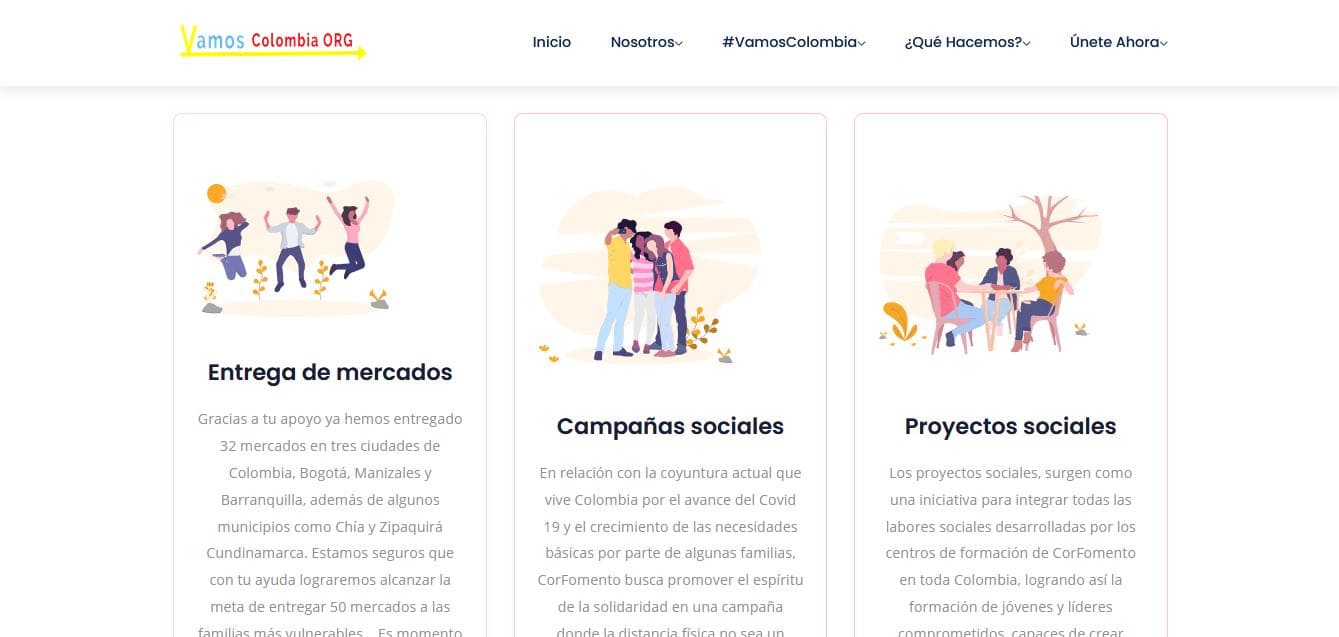 Vamos Colombia ORG
Inicio
Nosotros
#VamosColombia
¿Qué Hacemos?
Únete Ahora
Entrega de mercados
Gracias a tu apoyo ya hemos entregado
32 mercados en tres ciudades de
Colombia, Bogotá, Manizales y
Barranquilla, además de algunos
municipios como Chía y Zipaquirá
Cundinamarca. Estamos seguros que
con tu ayuda lograremos alcanzar la
meta de entregar 50 mercados a las
familias más vulnerables... Es momento
Campañas sociales
En relación con la coyuntura actual que
vive Colombia por el avance del Covid
19 y el crecimiento de las necesidades
básicas por parte de algunas familias,
CorFomento busca promover el espíritu
de la solidaridad en una campaña
donde la distancia física no sea un
Proyectos sociales
Los proyectos sociales, surgen como
una iniciativa para integrar todas las
labores sociales desarrolladas por los
centros de formación de CorFomento
en toda Colombia, logrando así la
formación de jóvenes y líderes
comprometidos, capaces de crear